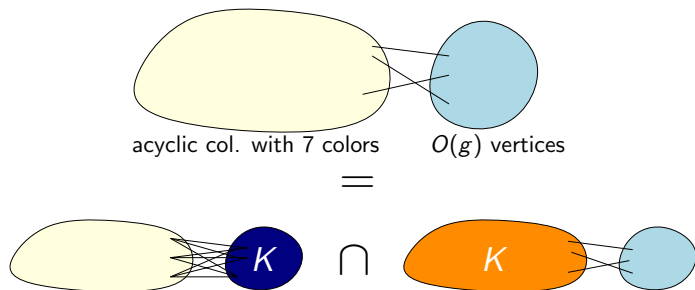 acyclic col. with 7 colors O(g) vertices
=
K ∩ K